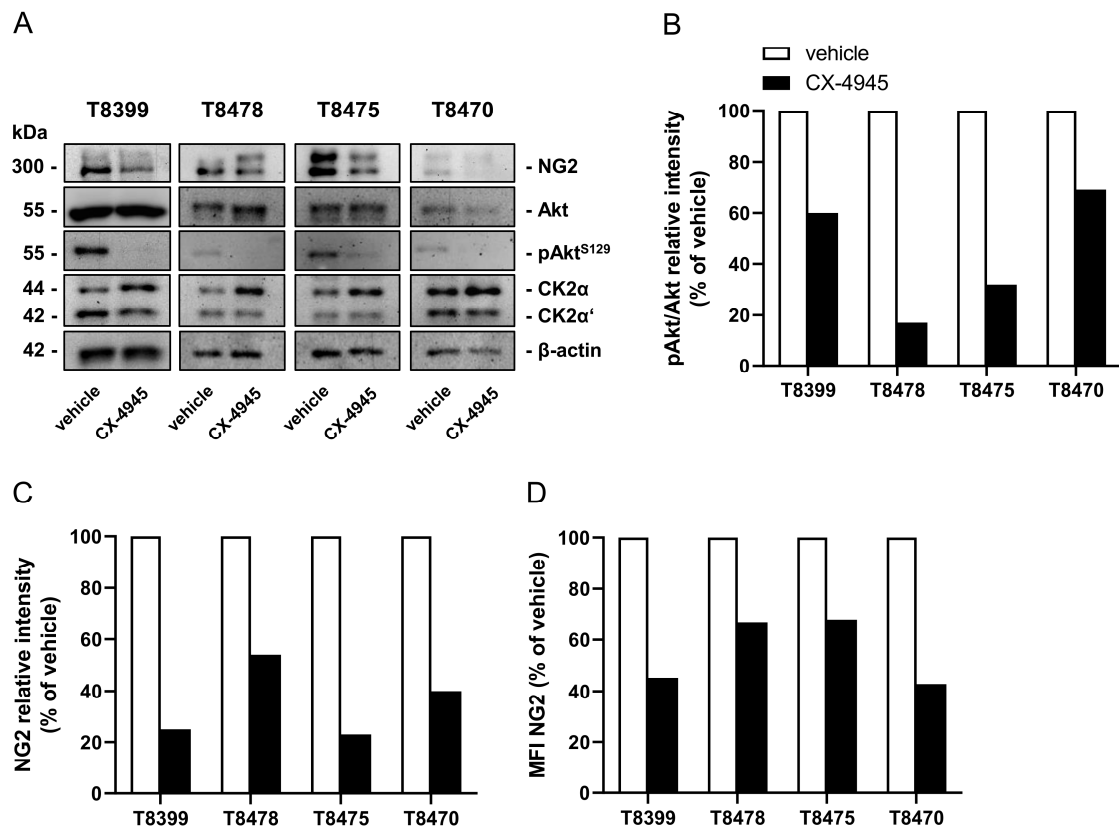 A
T8399 T8478 T8475 T8470
kDa
300 - - NG2
55 - - Akt
55 - - pAktS129
44 - - CK2α
42 - - CK2α‘
42 - - β-actin
vehicle CX-4945 vehicle CX-4945 vehicle CX-4945 vehicle CX-4945
B
vehicle
CX-4945
pAkt/Akt relative intensity
(% of vehicle)
100
80
60
40
20
0
T8399 T8478 T8475 T8470
C
NG2 relative intensity
(% of vehicle)
100
80
60
40
20
0
T8399 T8478 T8475 T8470
D
MFI NG2 (% of vehicle)
100
80
60
40
20
0
T8399 T8478 T8475 T8470